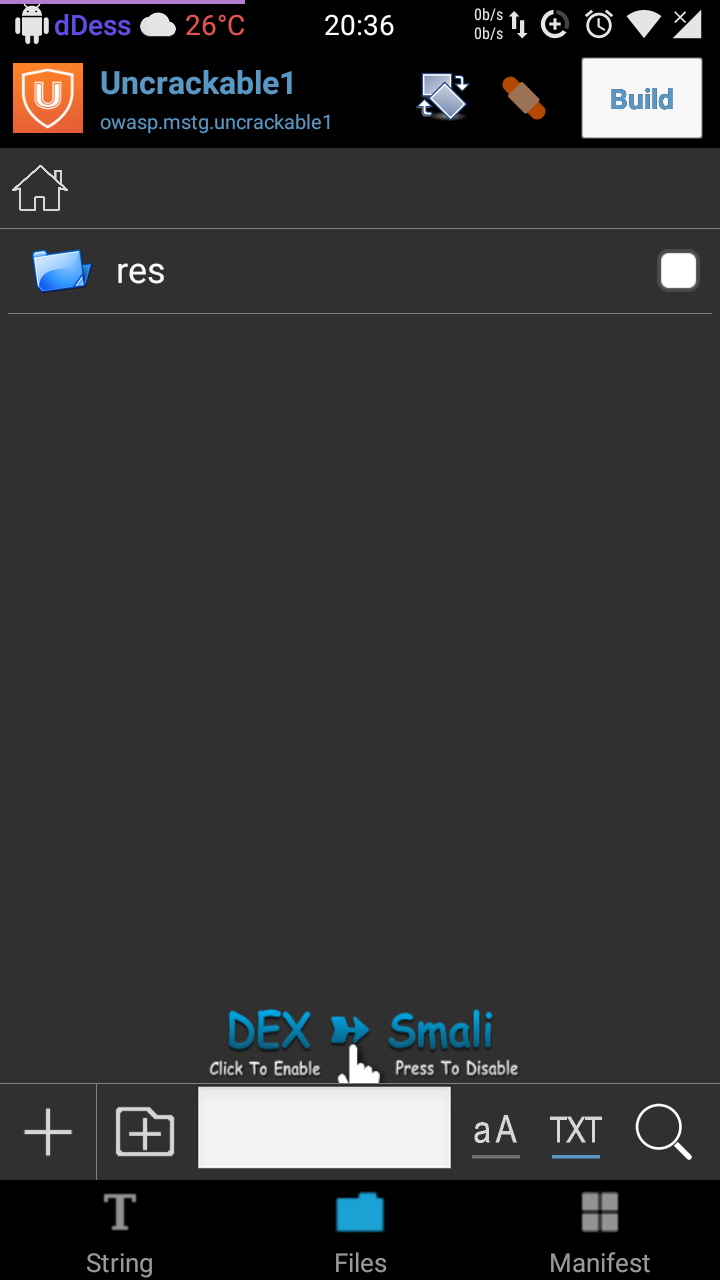 dDess 26°C 20:36 0b/s
0b/s
Uncrackable1
owasp.mstg.uncrackable1
Build
res
DEX Smali
Click To Enable Press To Disable
aA TXT
String Files Manifest